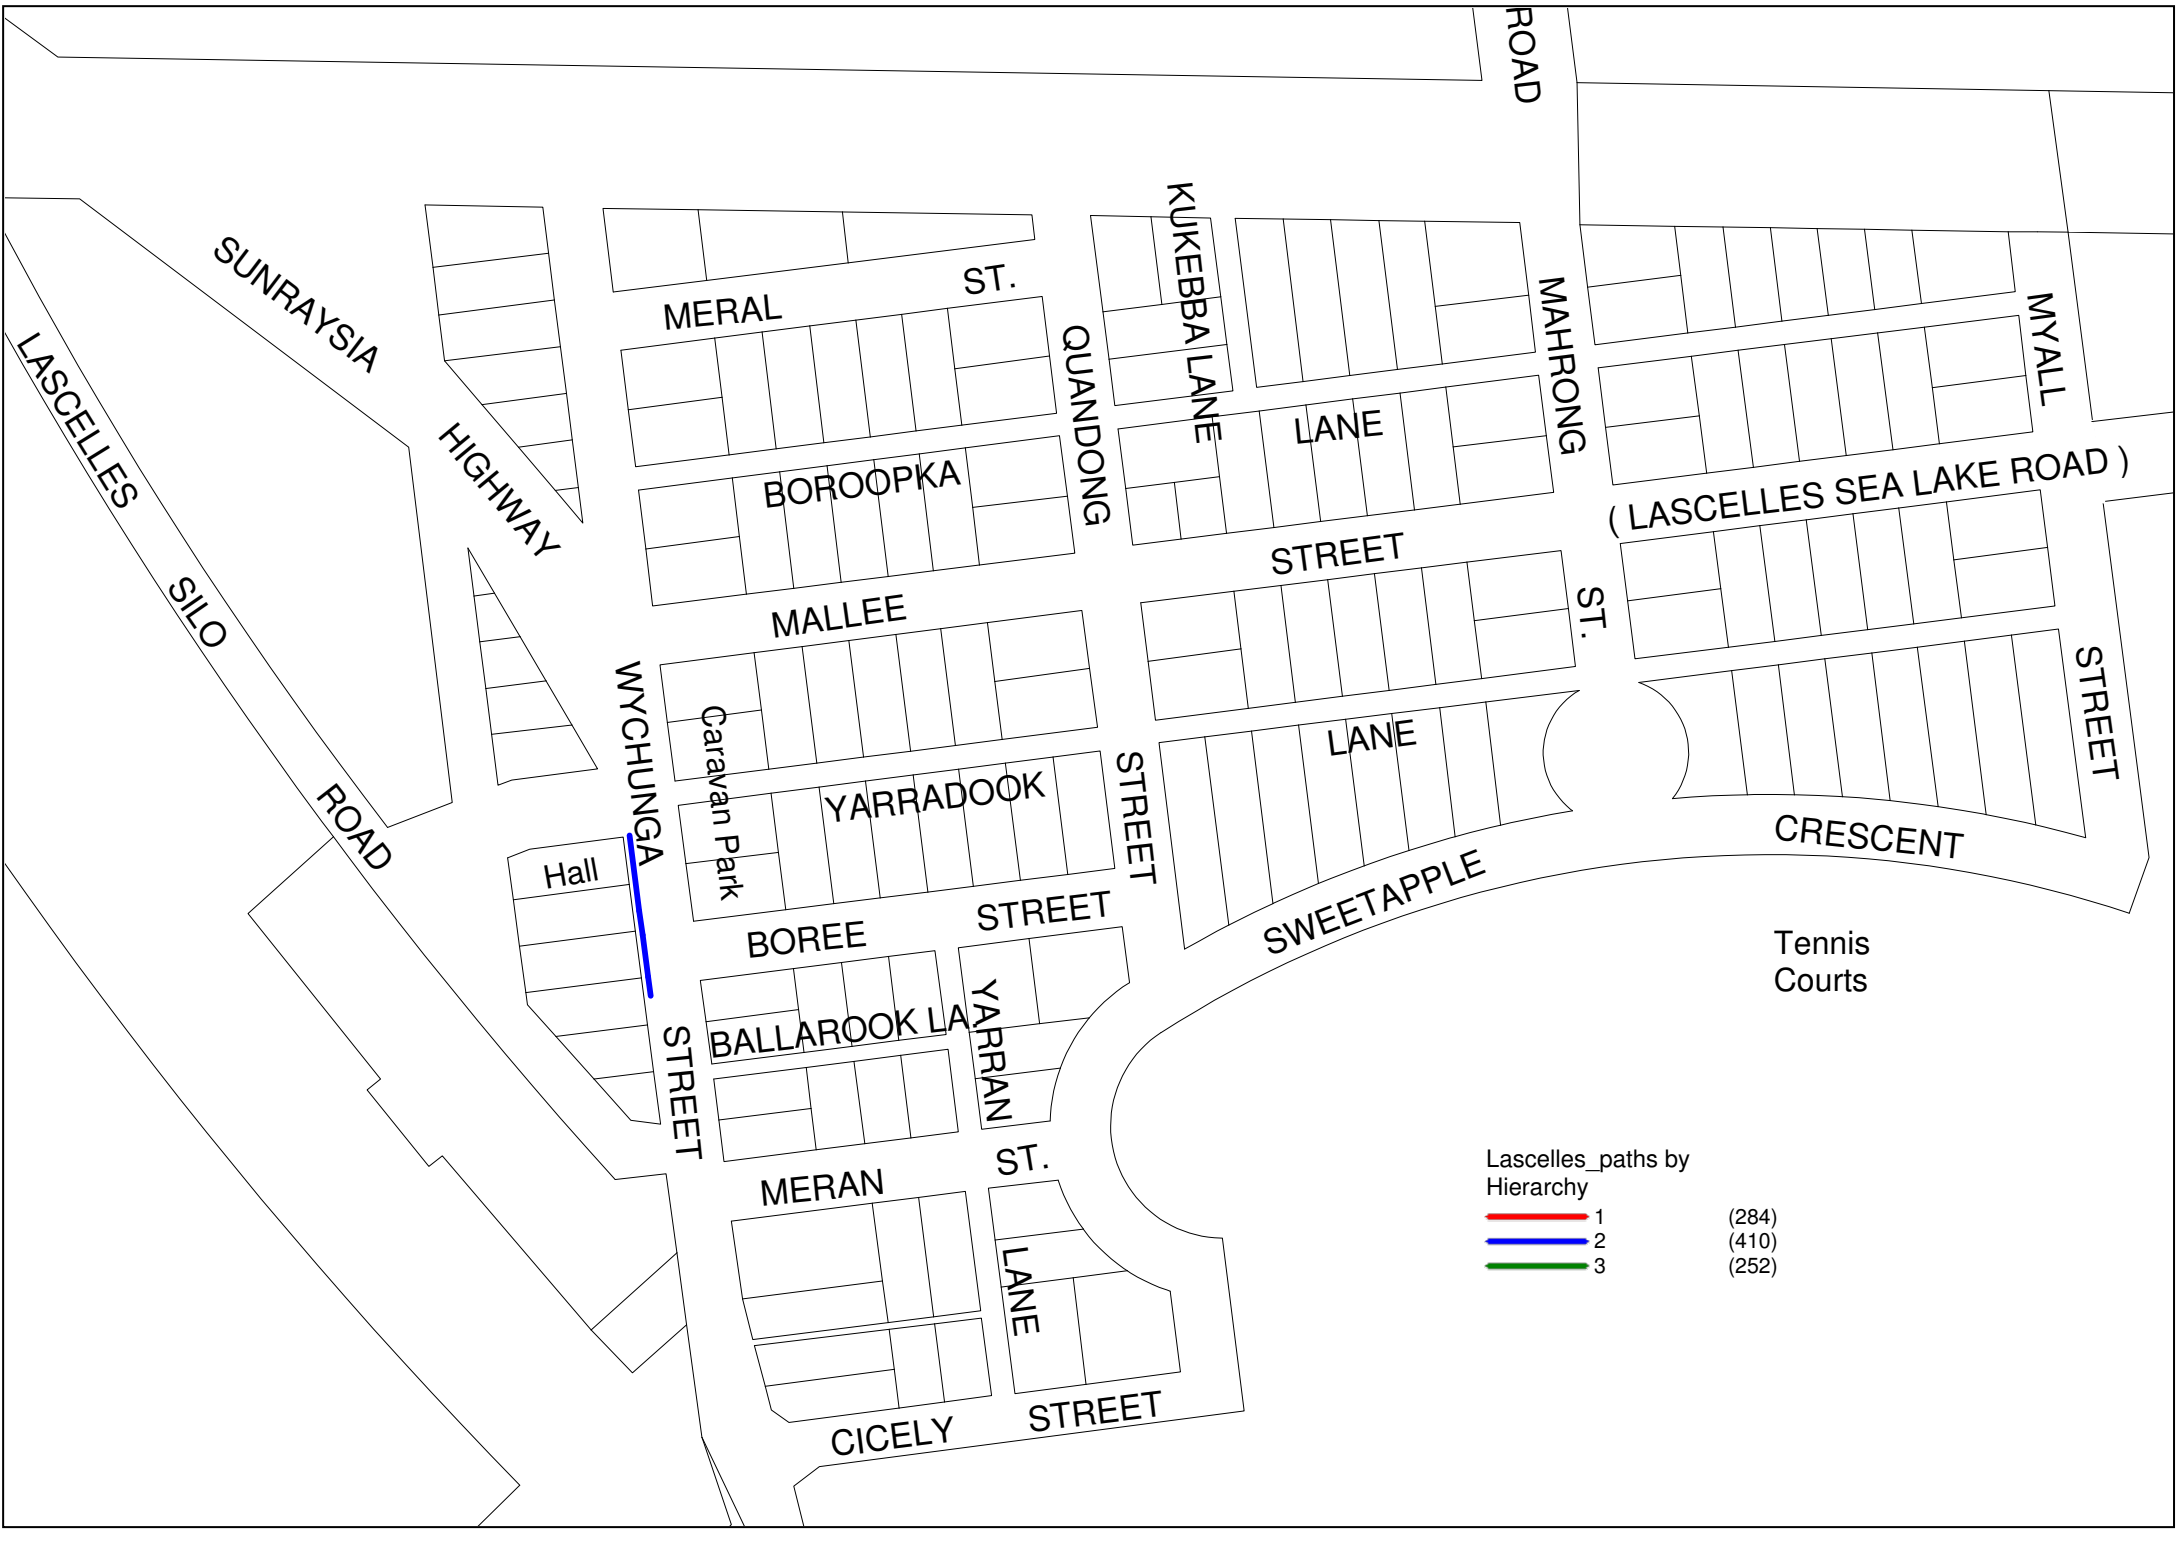 ROAD
SUNRAYSIA
HIGHWAY
LASCELLES
SILO
ROAD
MERAL
ST.
KUKEBBA LANE
QUANDONG
STREET
MAHRONG
ST.
MYALL
STREET
BOROOPKA
LANE
( LASCELLES SEA LAKE ROAD )
MALLEE
STREET
WYCHUNGA
STREET
Caravan Park
YARRADOOK
LANE
Hall
BOREE
STREET
SWEETAPPLE
CRESCENT
Tennis
Courts
BALLAROOK LA.
YARRAN
LANE
MERAN
ST.
CICELY
STREET
Lascelles_paths by
Hierarchy
1 (284)
2 (410)
3 (252)